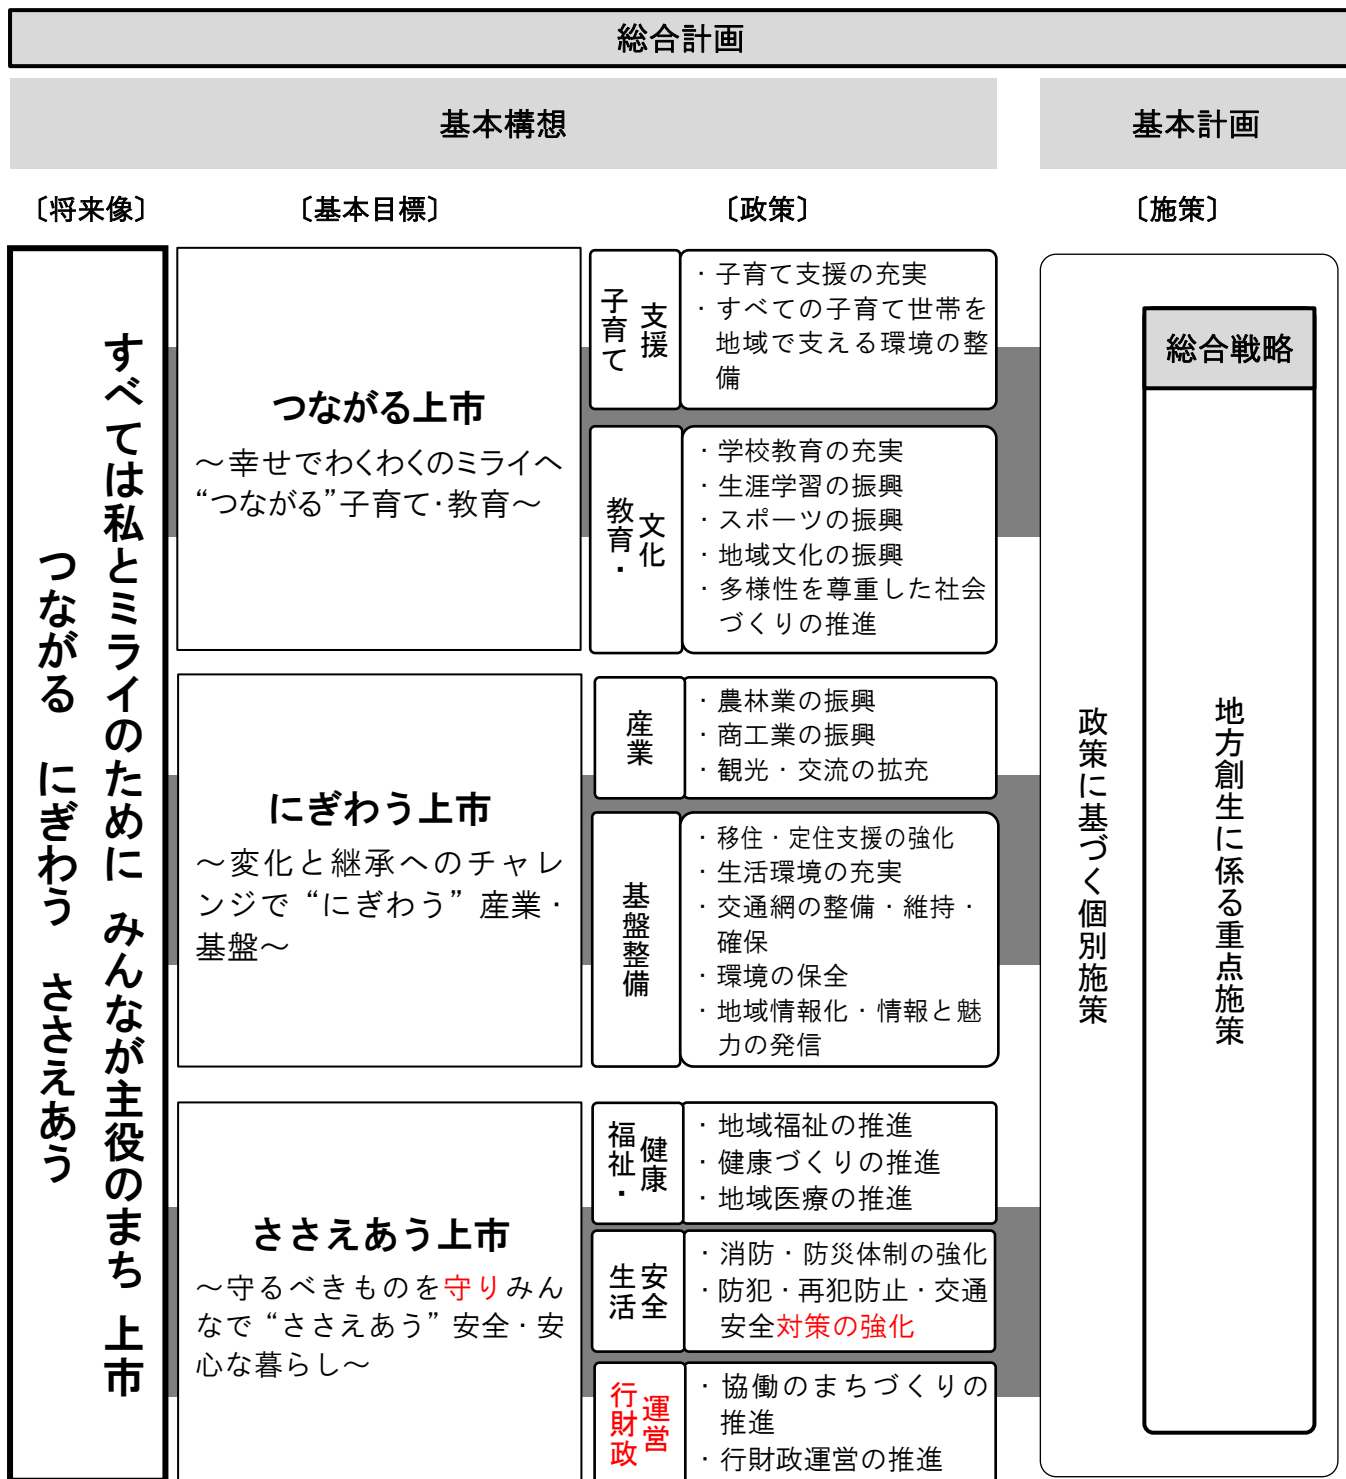 総合計画
基本構想
基本計画
〔将来像〕
〔基本目標〕
〔政策〕
〔施策〕
すべては私とミライのために みんなが主役のまち 上市
つながる にぎわう ささえあう
つながる上市
～幸せでわくわくのミライへ
“つながる”子育て・教育～
子育て
支援
・子育て支援の充実
・すべての子育て世帯を
地域で支える環境の整
備
教育・
文化
・学校教育の充実
・生涯学習の振興
・スポーツの振興
・地域文化の振興
・多様性を尊重した社会
づくりの推進
にぎわう上市
～変化と継承へのチャレ
ンジで“にぎわう”産業・
基盤～
産業
・農林業の振興
・商工業の振興
・観光・交流の拡充
基盤整備
・移住・定住支援の強化
・生活環境の充実
・交通網の整備・維持・
確保
・環境の保全
・地域情報化・情報と魅
力の発信
ささえあう上市
～守るべきものを守りみん
なで“ささえあう”安全・安
心な暮らし～
福祉・
健康
・地域福祉の推進
・健康づくりの推進
・地域医療の推進
生活
安全
・消防・防災体制の強化
・防犯・再犯防止・交通
安全対策の強化
行財政
運営
・協働のまちづくりの
推進
・行財政運営の推進
政策に基づく個別施策
総合戦略
地方創生に係る重点施策